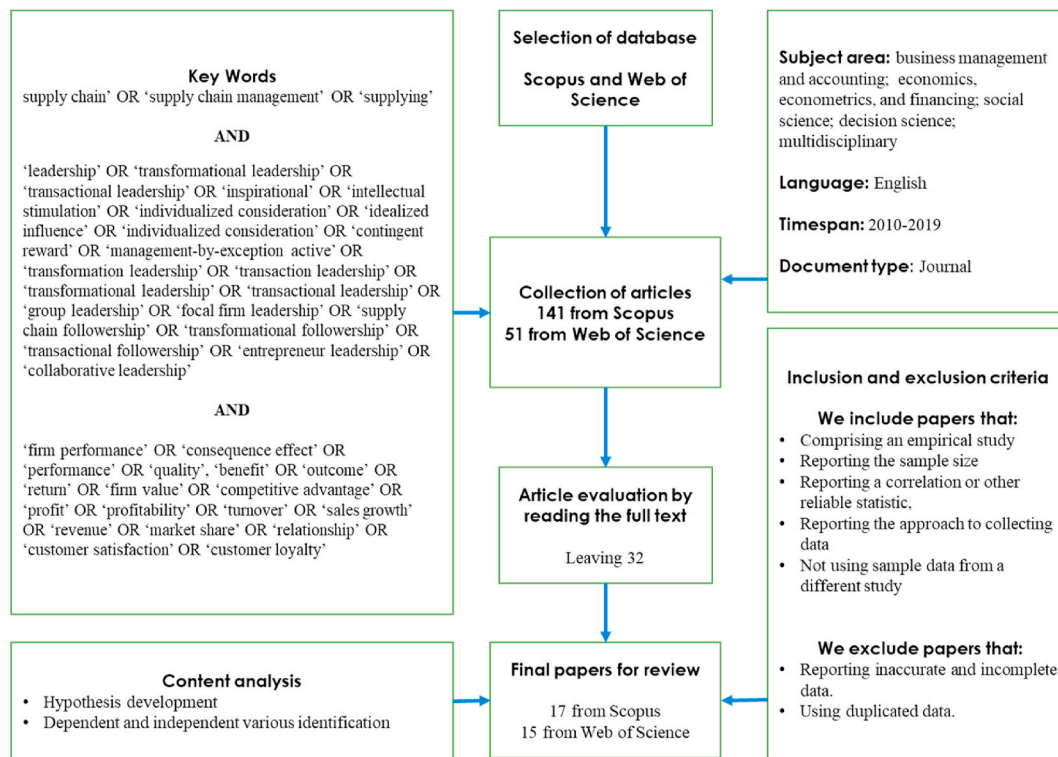 Key Words
supply chain’ OR ‘supply chain management’ OR ‘supplying’
AND
‘leadership’ OR ‘transformational leadership’ OR
‘transactional leadership’ OR ‘inspirational’ OR ‘intellectual
stimulation’ OR ‘individualized consideration’ OR ‘idealized
influence’ OR ‘individualized consideration’ OR ‘contingent
reward’ OR ‘management-by-exception active’ OR
‘transformation leadership’ OR ‘transaction leadership’ OR
‘transformational leadership’ OR ‘transactional leadership’ OR
‘group leadership’ OR ‘focal firm leadership’ OR ‘supply
chain followership’ OR ‘transformational followership’ OR
‘transactional followership’ OR ‘entrepreneur leadership’ OR
‘collaborative leadership’
AND
‘firm performance’ OR ‘consequence effect’ OR
‘performance’ OR ‘quality’, ‘benefit’ OR ‘outcome’ OR
‘return’ OR ‘firm value’ OR ‘competitive advantage’ OR
‘profit’ OR ‘profitability’ OR ‘turnover’ OR ‘sales growth’
OR ‘revenue’ OR ‘market share’ OR ‘relationship’ OR
‘customer satisfaction’ OR ‘customer loyalty’
Content analysis
• Hypothesis development
• Dependent and independent various identification
Selection of database
Scopus and Web of
Science
Collection of articles
141 from Scopus
51 from Web of Science
Article evaluation by
reading the full text
Leaving 32
Final papers for review
17 from Scopus
15 from Web of Science
Subject area: business management
and accounting; economics,
econometrics, and financing; social
science; decision science;
multidisciplinary
Language: English
Timespan: 2010-2019
Document type: Journal
Inclusion and exclusion criteria
We include papers that:
• Comprising an empirical study
• Reporting the sample size
• Reporting a correlation or other
reliable statistic,
• Reporting the approach to collecting
data
• Not using sample data from a
different study
We exclude papers that:
• Reporting inaccurate and incomplete
data.
• Using duplicated data.